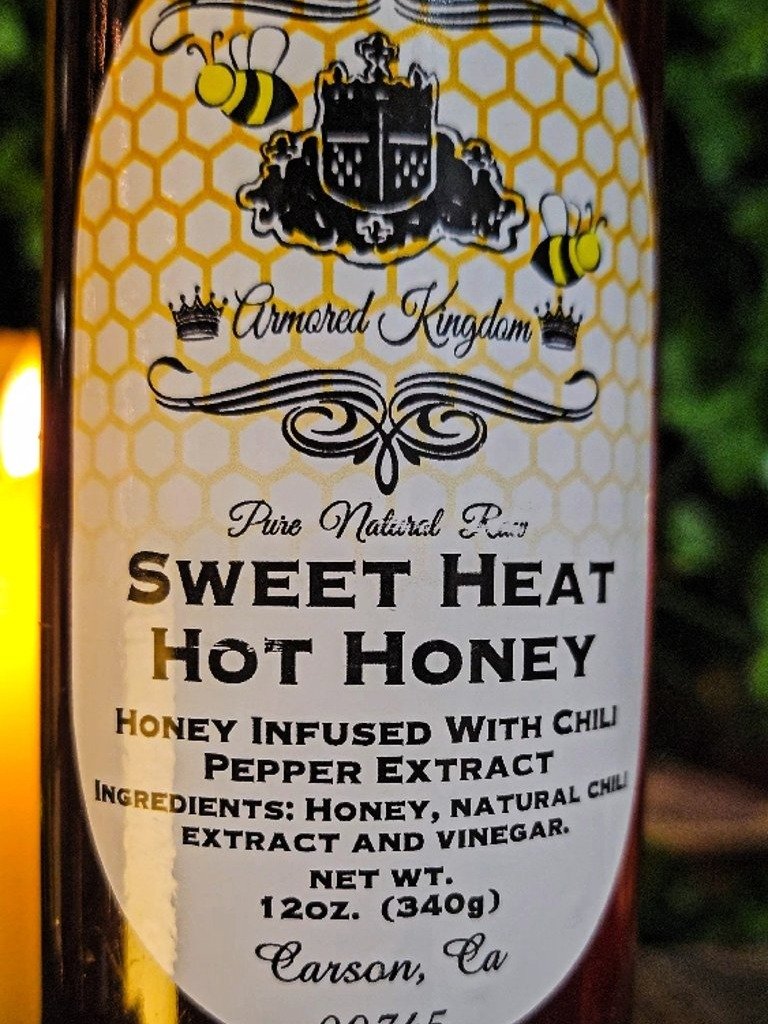 Armored Kingdom
Pure Natural Raw
SWEET HEAT
HOT HONEY
HONEY INFUSED WITH CHILI
PEPPER EXTRACT
INGREDIENTS: HONEY, NATURAL CHILI
EXTRACT AND VINEGAR.
NET WT.
12oz. (340g)
Carson, Ca
90745